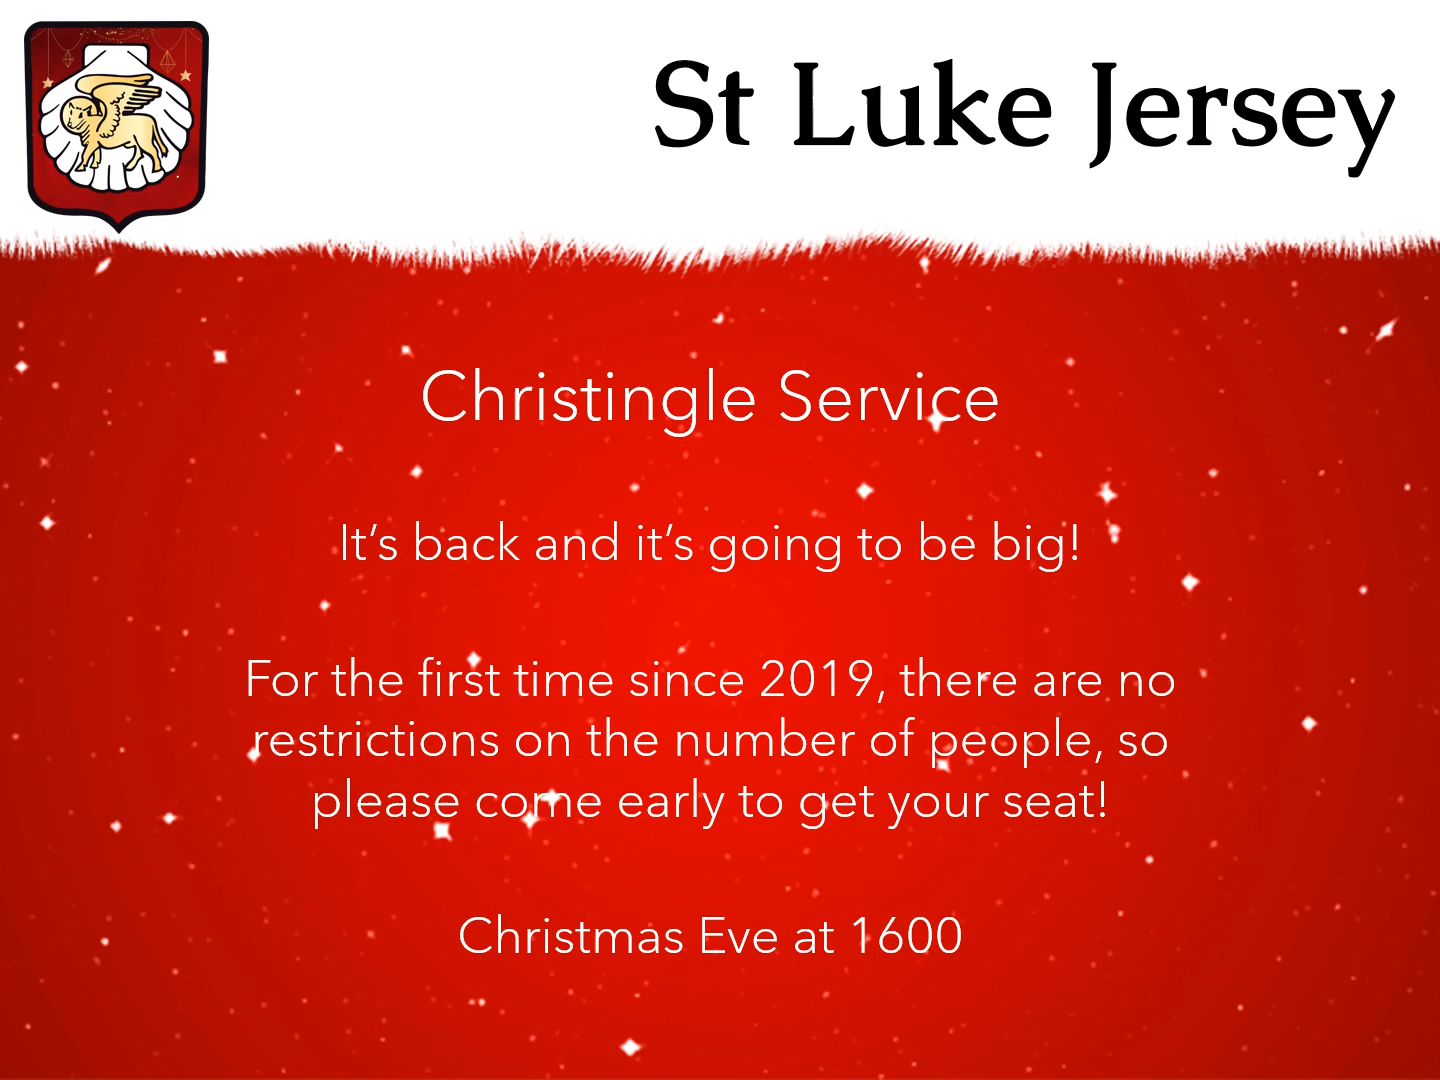 St Luke Jersey
Christingle Service
It’s back and it’s going to be big!
For the first time since 2019, there are no
restrictions on the number of people, so
please come early to get your seat!
Christmas Eve at 1600